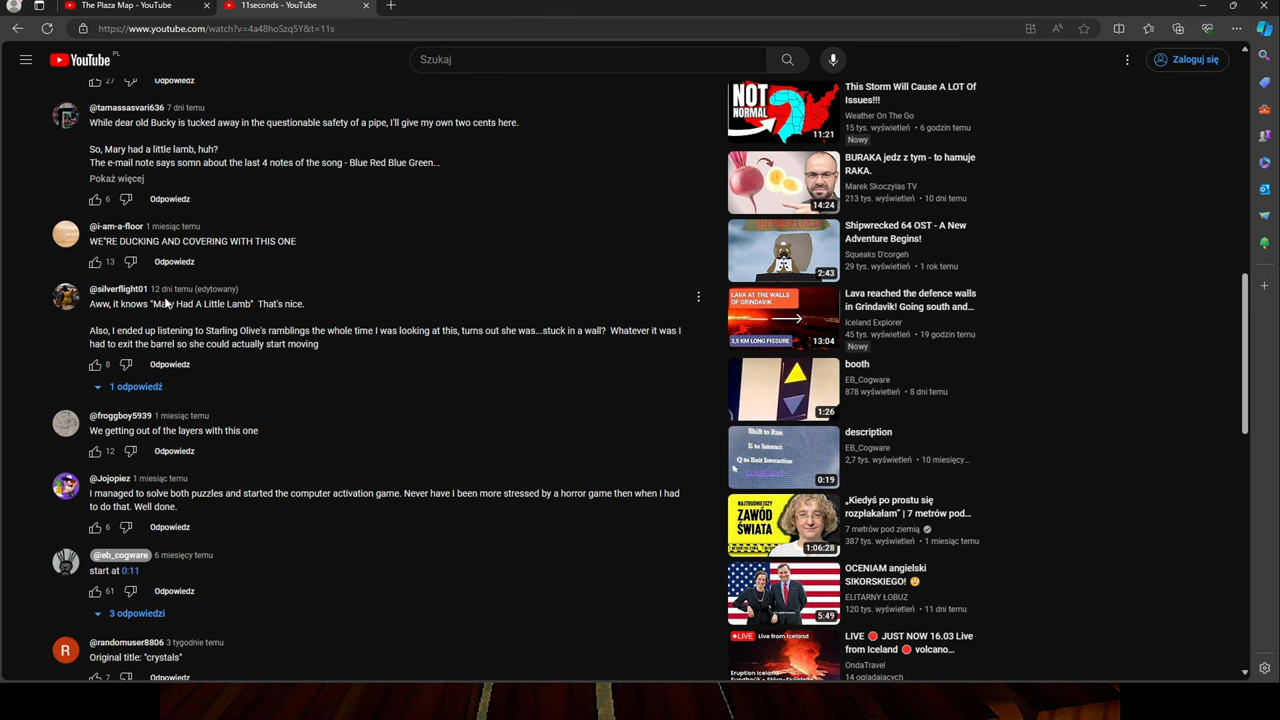 The Plaza Map - YouTube
11seconds - YouTube
https://www.youtube.com/watch?v=4a48hoSzq5Y&t=11s
YouTube PL
Szukaj
Zaloguj się
27 Odpowiedz
@tamassasvari636 7 dni temu
While dear old Bucky is tucked away in the questionable safety of a pipe, I'll give my own two cents here.
So, Mary had a little lamb, huh?
The e-mail note says somn about the last 4 notes of the song - Blue Red Blue Green...
Pokaż więcej
6 Odpowiedz
@i-am-a-floor 1 miesiąc temu
WE"RE DUCKING AND COVERING WITH THIS ONE
13 Odpowiedz
@silverflight01 12 dni temu (edytowany)
Aww, it knows "Mary Had A Little Lamb" That's nice.
Also, I ended up listening to Starling Olive's ramblings the whole time I was looking at this, turns out she was...stuck in a wall? Whatever it was I
had to exit the barrel so she could actually start moving
8 Odpowiedz
1 odpowiedź
@froggboy5939 1 miesiąc temu
We getting out of the layers with this one
12 Odpowiedz
@Jojopiez 1 miesiąc temu
I managed to solve both puzzles and started the computer activation game. Never have I been more stressed by a horror game then when I had
to do that. Well done.
6 Odpowiedz
@eb_cogware 6 miesięcy temu
start at 0:11
61 Odpowiedz
3 odpowiedzi
R
@randomuser8806 3 tygodnie temu
Original title: "crystals"
7 Odpowiedz
NOT
NORMAL
11:21
This Storm Will Cause A LOT Of
Issues!!!
Weather On The Go
15 tys. wyświetleń • 6 godzin temu
Nowy
14:24
BURAKA jedz z tym - to hamuje
RAKA.
Marek Skoczylas TV
213 tys. wyświetleń • 10 dni temu
2:43
Shipwrecked 64 OST - A New
Adventure Begins!
Squeaks D'corgeh
29 tys. wyświetleń • 1 rok temu
LAVA AT THE WALLS
OF GRINDAVIK
3,5 KM LONG FISSURE
13:04
Lava reached the defence walls
in Grindavik! Going south and...
Iceland Explorer
45 tys. wyświetleń • 19 godzin temu
Nowy
1:26
booth
EB_Cogware
878 wyświetleń • 8 dni temu
Shift to Run
E to Interact
Q to Exit Interaction
0:19
description
EB_Cogware
2,7 tys. wyświetleń • 10 miesięcy...
NAJTRUDNIEJSZY
ZAWÓD
ŚWIATA
1:06:28
„Kiedyś po prostu się
rozpłakałam” | 7 metrów pod...
7 metrów pod ziemią
387 tys. wyświetleń • 1 miesiąc temu
5:49
OCENIAM angielski
SIKORSKIEGO!
ELITARNY ŁOBUZ
120 tys. wyświetleń • 11 dni temu
LIVE Live from Iceland
LIVE JUST NOW 16.03 Live
from Iceland volcano...
OndaTravel
14 oglądających